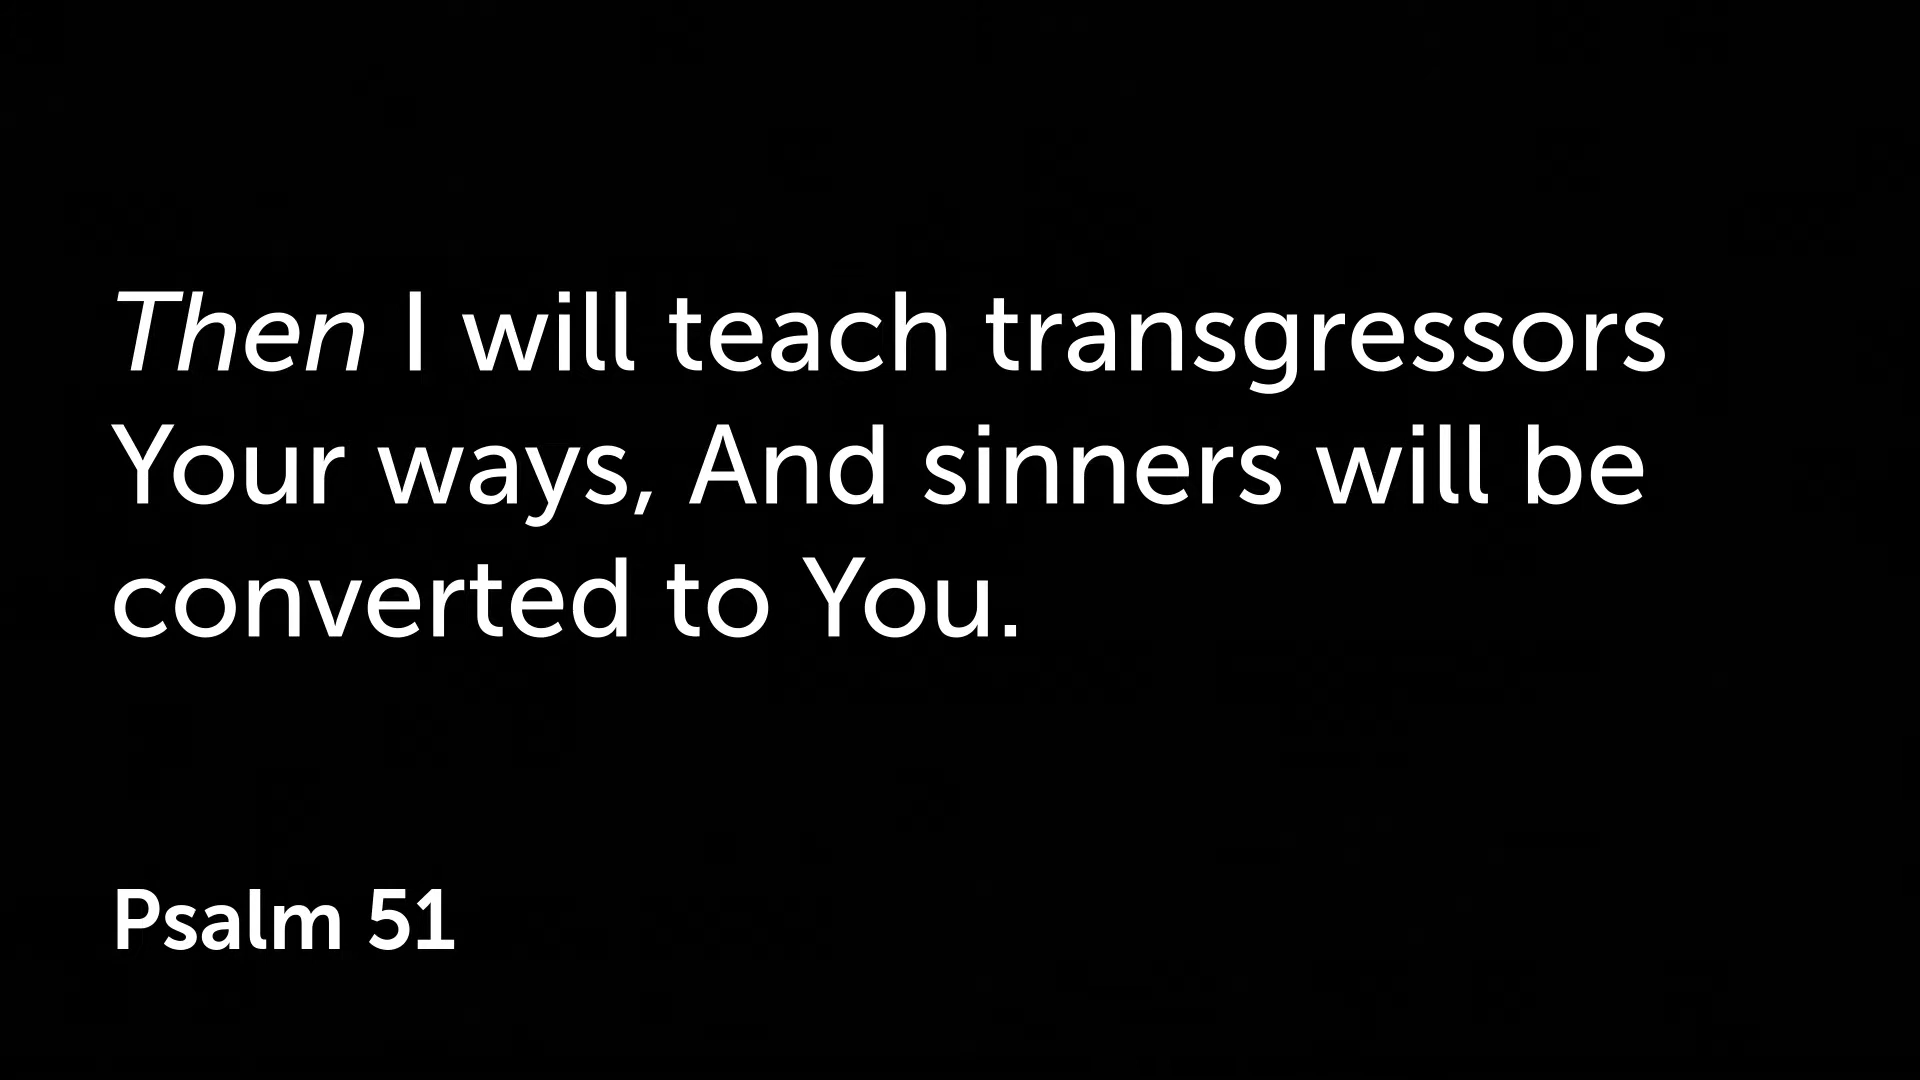 Then I will teach transgressors
Your ways, And sinners will be
converted to You.
Psalm 51